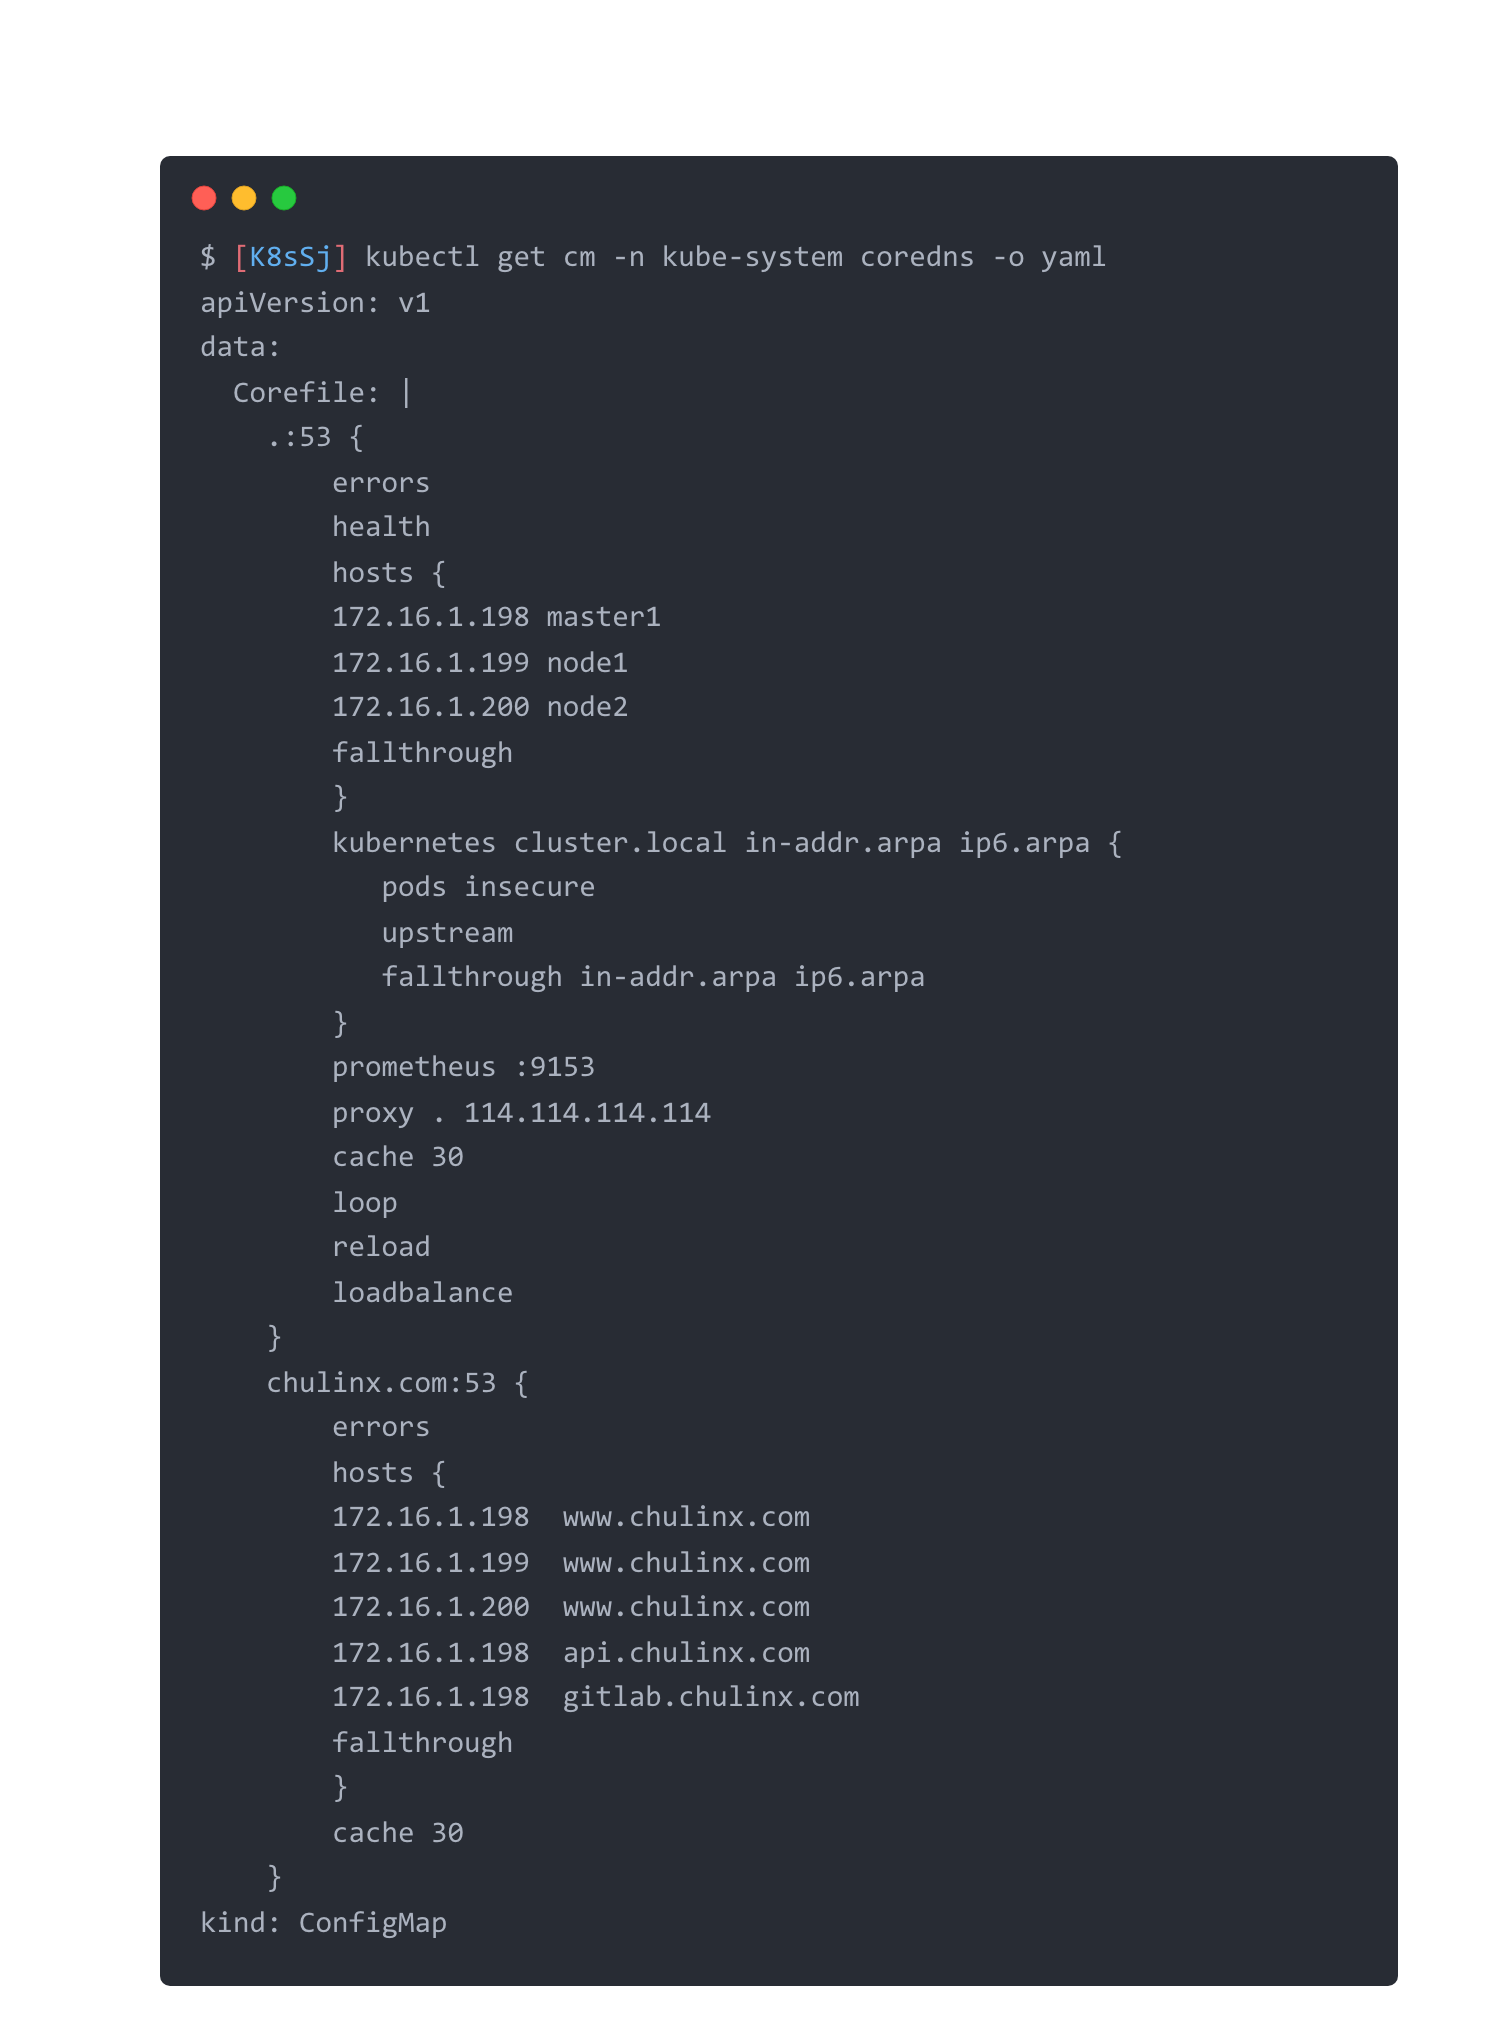 $ [K8sSj] kubectl get cm -n kube-system coredns -o yaml
apiVersion: v1
data:
  Corefile: |
    .:53 {
        errors
        health
        hosts {
        172.16.1.198 master1
        172.16.1.199 node1
        172.16.1.200 node2
        fallthrough
        }
        kubernetes cluster.local in-addr.arpa ip6.arpa {
           pods insecure
           upstream
           fallthrough in-addr.arpa ip6.arpa
        }
        prometheus :9153
        proxy . 114.114.114.114
        cache 30
        loop
        reload
        loadbalance
    }
    chulinx.com:53 {
        errors
        hosts {
        172.16.1.198  www.chulinx.com
        172.16.1.199  www.chulinx.com
        172.16.1.200  www.chulinx.com
        172.16.1.198  api.chulinx.com
        172.16.1.198  gitlab.chulinx.com
        fallthrough
        }
        cache 30
    }
kind: ConfigMap